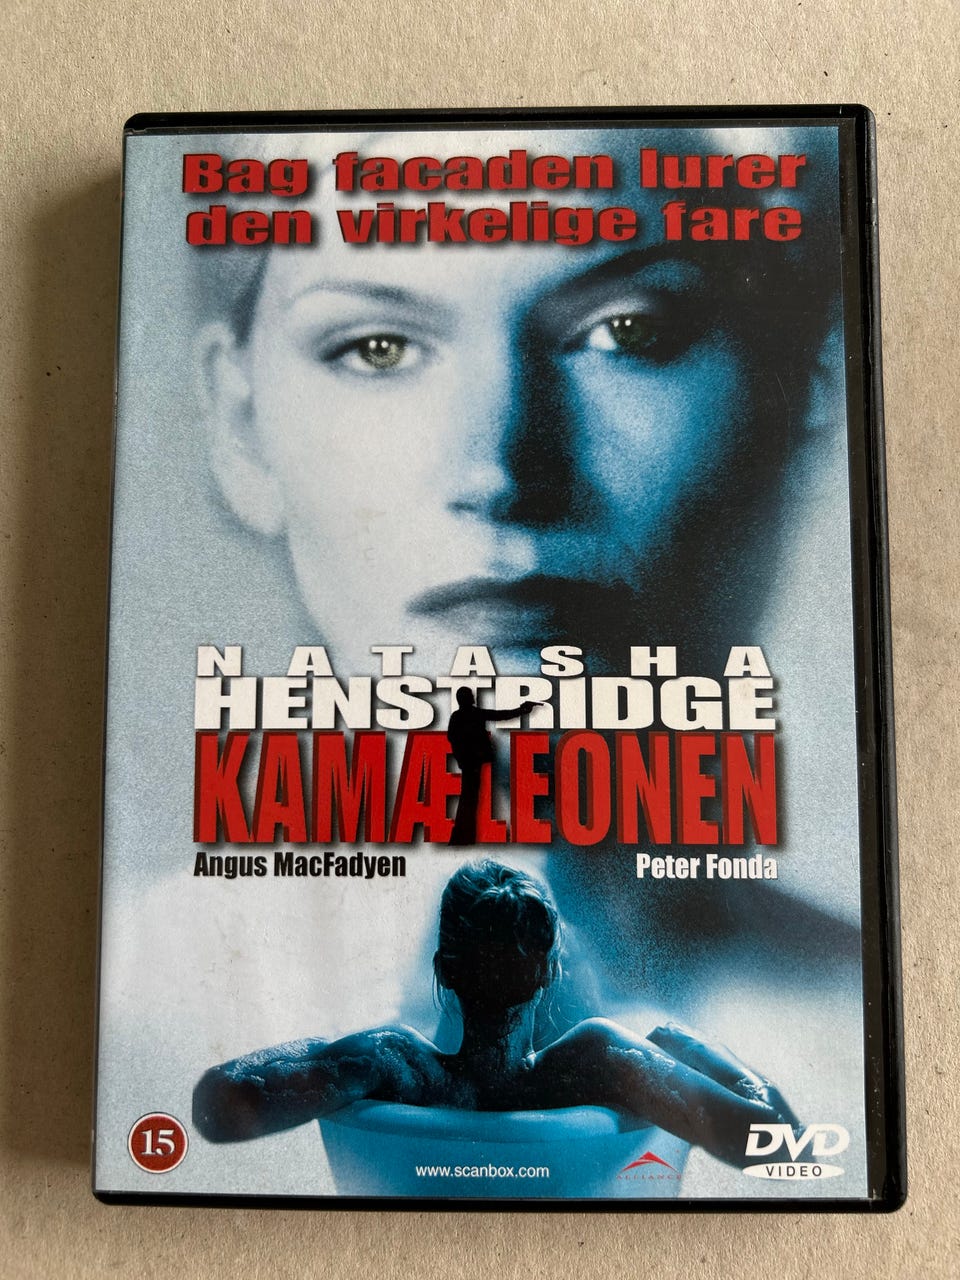 Bag facaden lurer
den virkelige fare
NATASHA
HENSTRIDGE
KAMÆLEONEN
Angus MacFadyen
Peter Fonda
15
www.scanbox.com
ALLIANCE
DVD
VIDEO